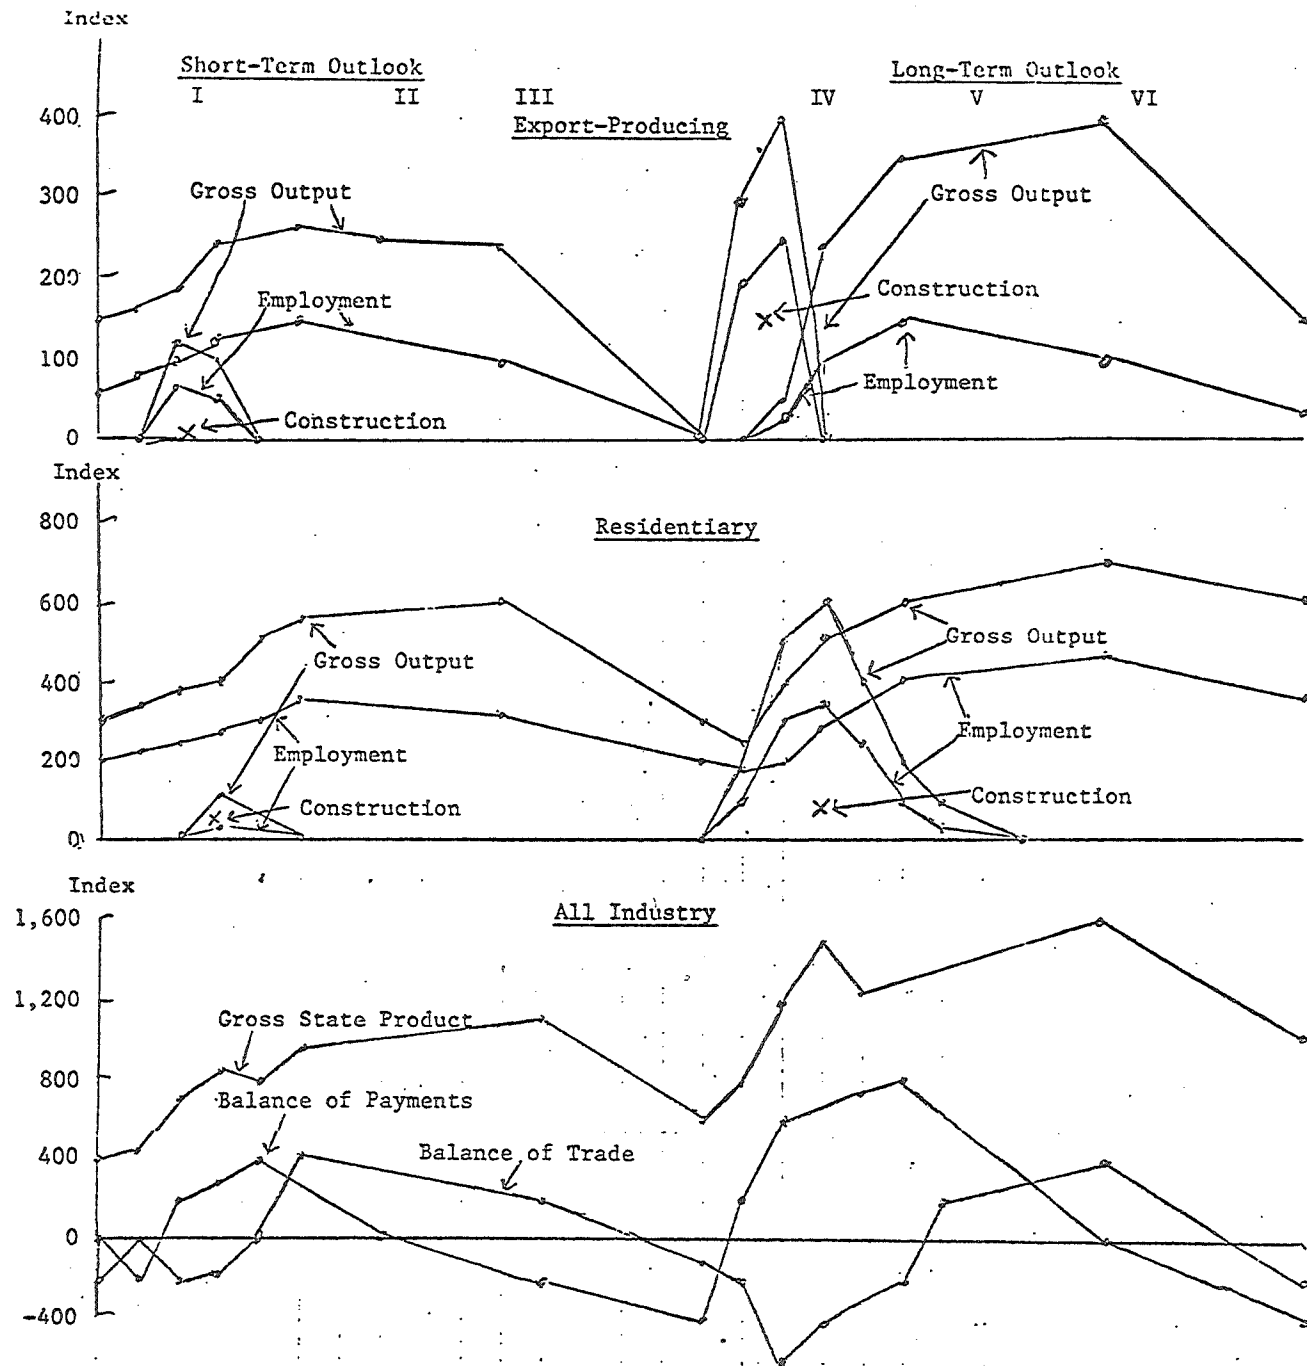 Index
Short-Term Outlook
Long-Term Outlook
I II III IV V VI
Export-Producing
400
300
200
100
0
Gross Output
Employment
Construction
Gross Output
Construction
Employment
Index
Residentiary
800
600
400
200
0
Gross Output
Employment
Construction
Gross Output
Employment
Construction
Index
All Industry
1,600
1,200
800
400
0
-400
Gross State Product
Balance of Payments
Balance of Trade